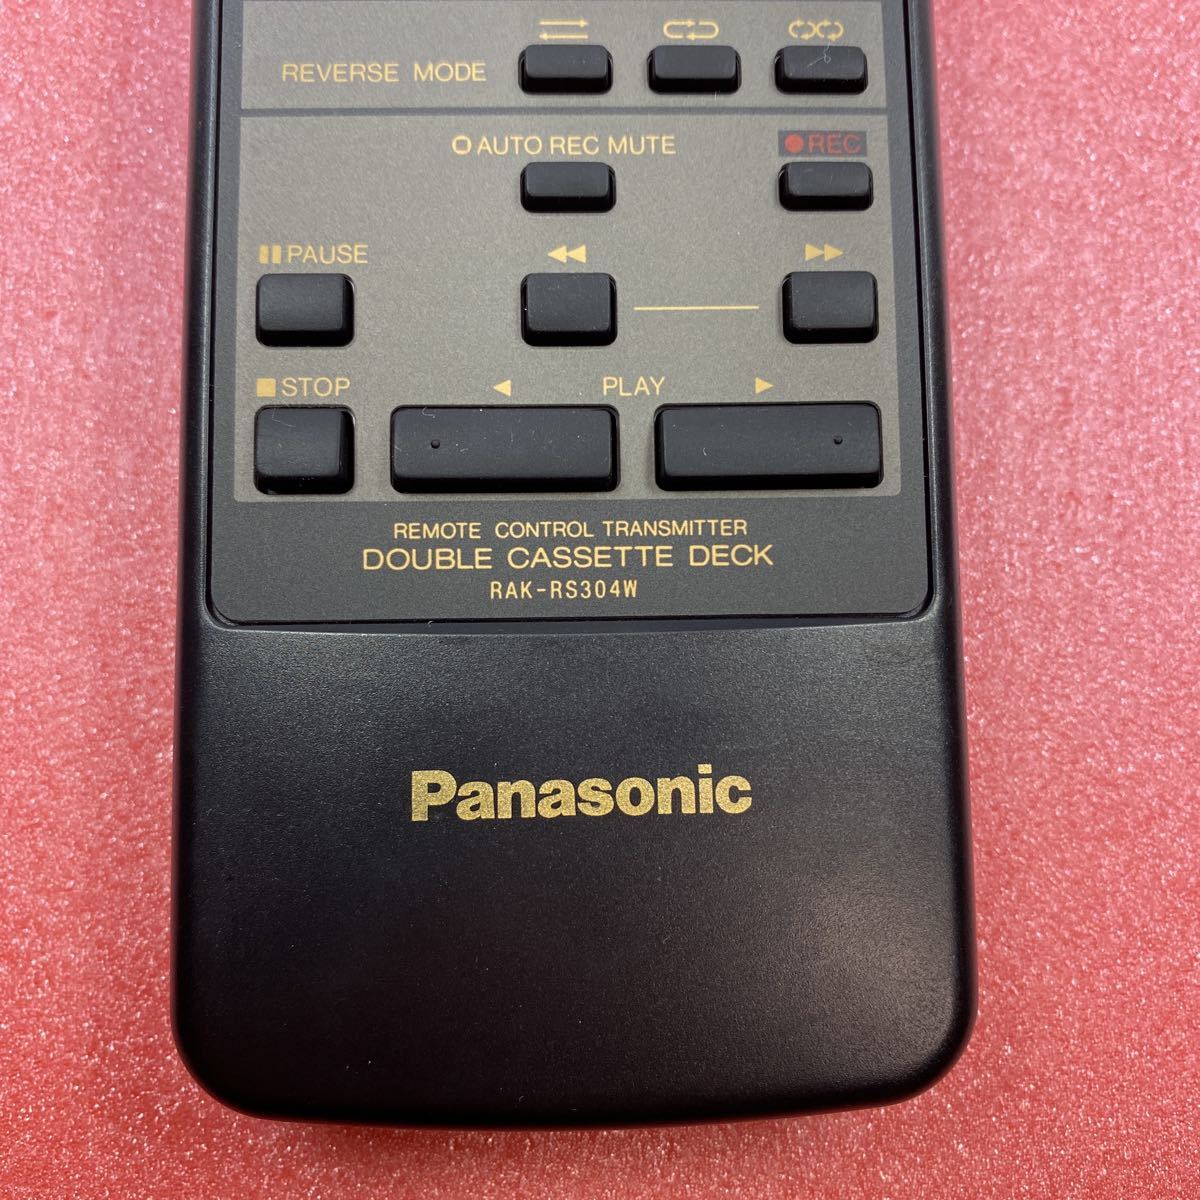 REVERSE MODE
AUTO REC MUTE
REC
PAUSE
STOP
PLAY
REMOTE CONTROL TRANSMITTER
DOUBLE CASSETTE DECK
RAK-RS304W
Panasonic